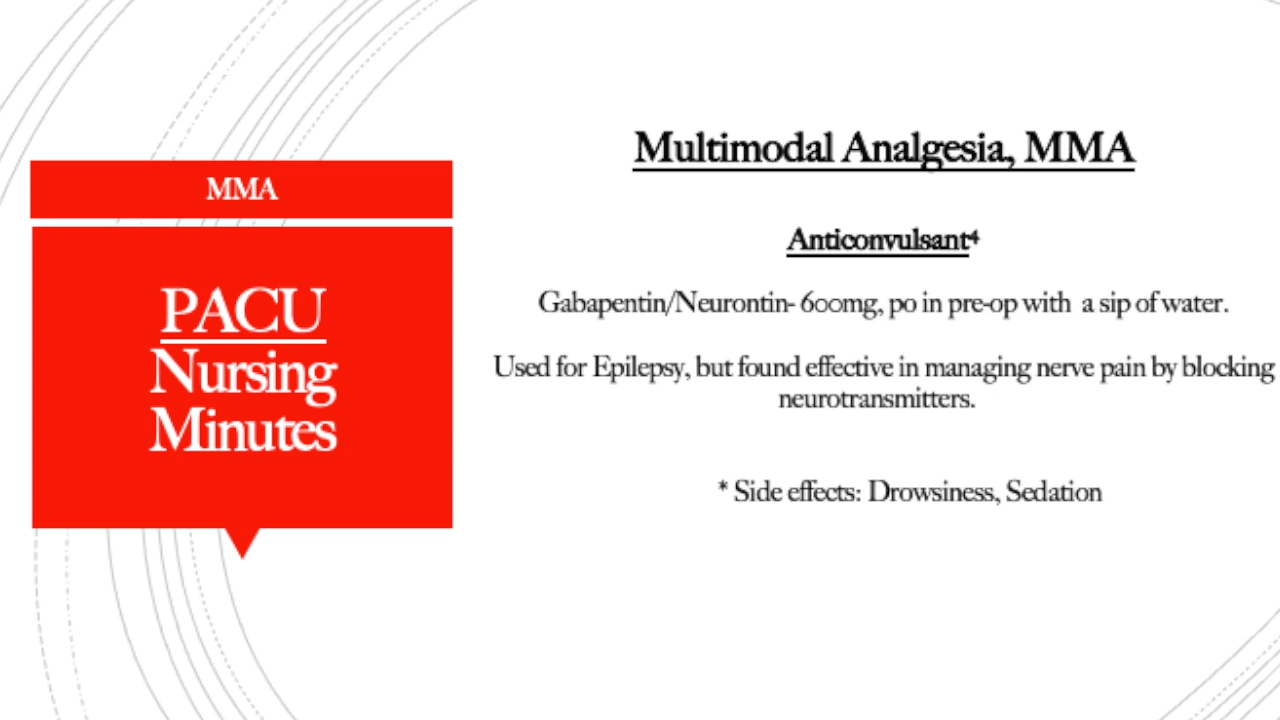 MMA
PACU
Nursing
Minutes
Multimodal Analgesia, MMA
Anticonvulsant⁴
Gabapentin/Neurontin- 600mg, po in pre-op with a sip of water.
Used for Epilepsy, but found effective in managing nerve pain by blocking
neurotransmitters.
* Side effects: Drowsiness, Sedation